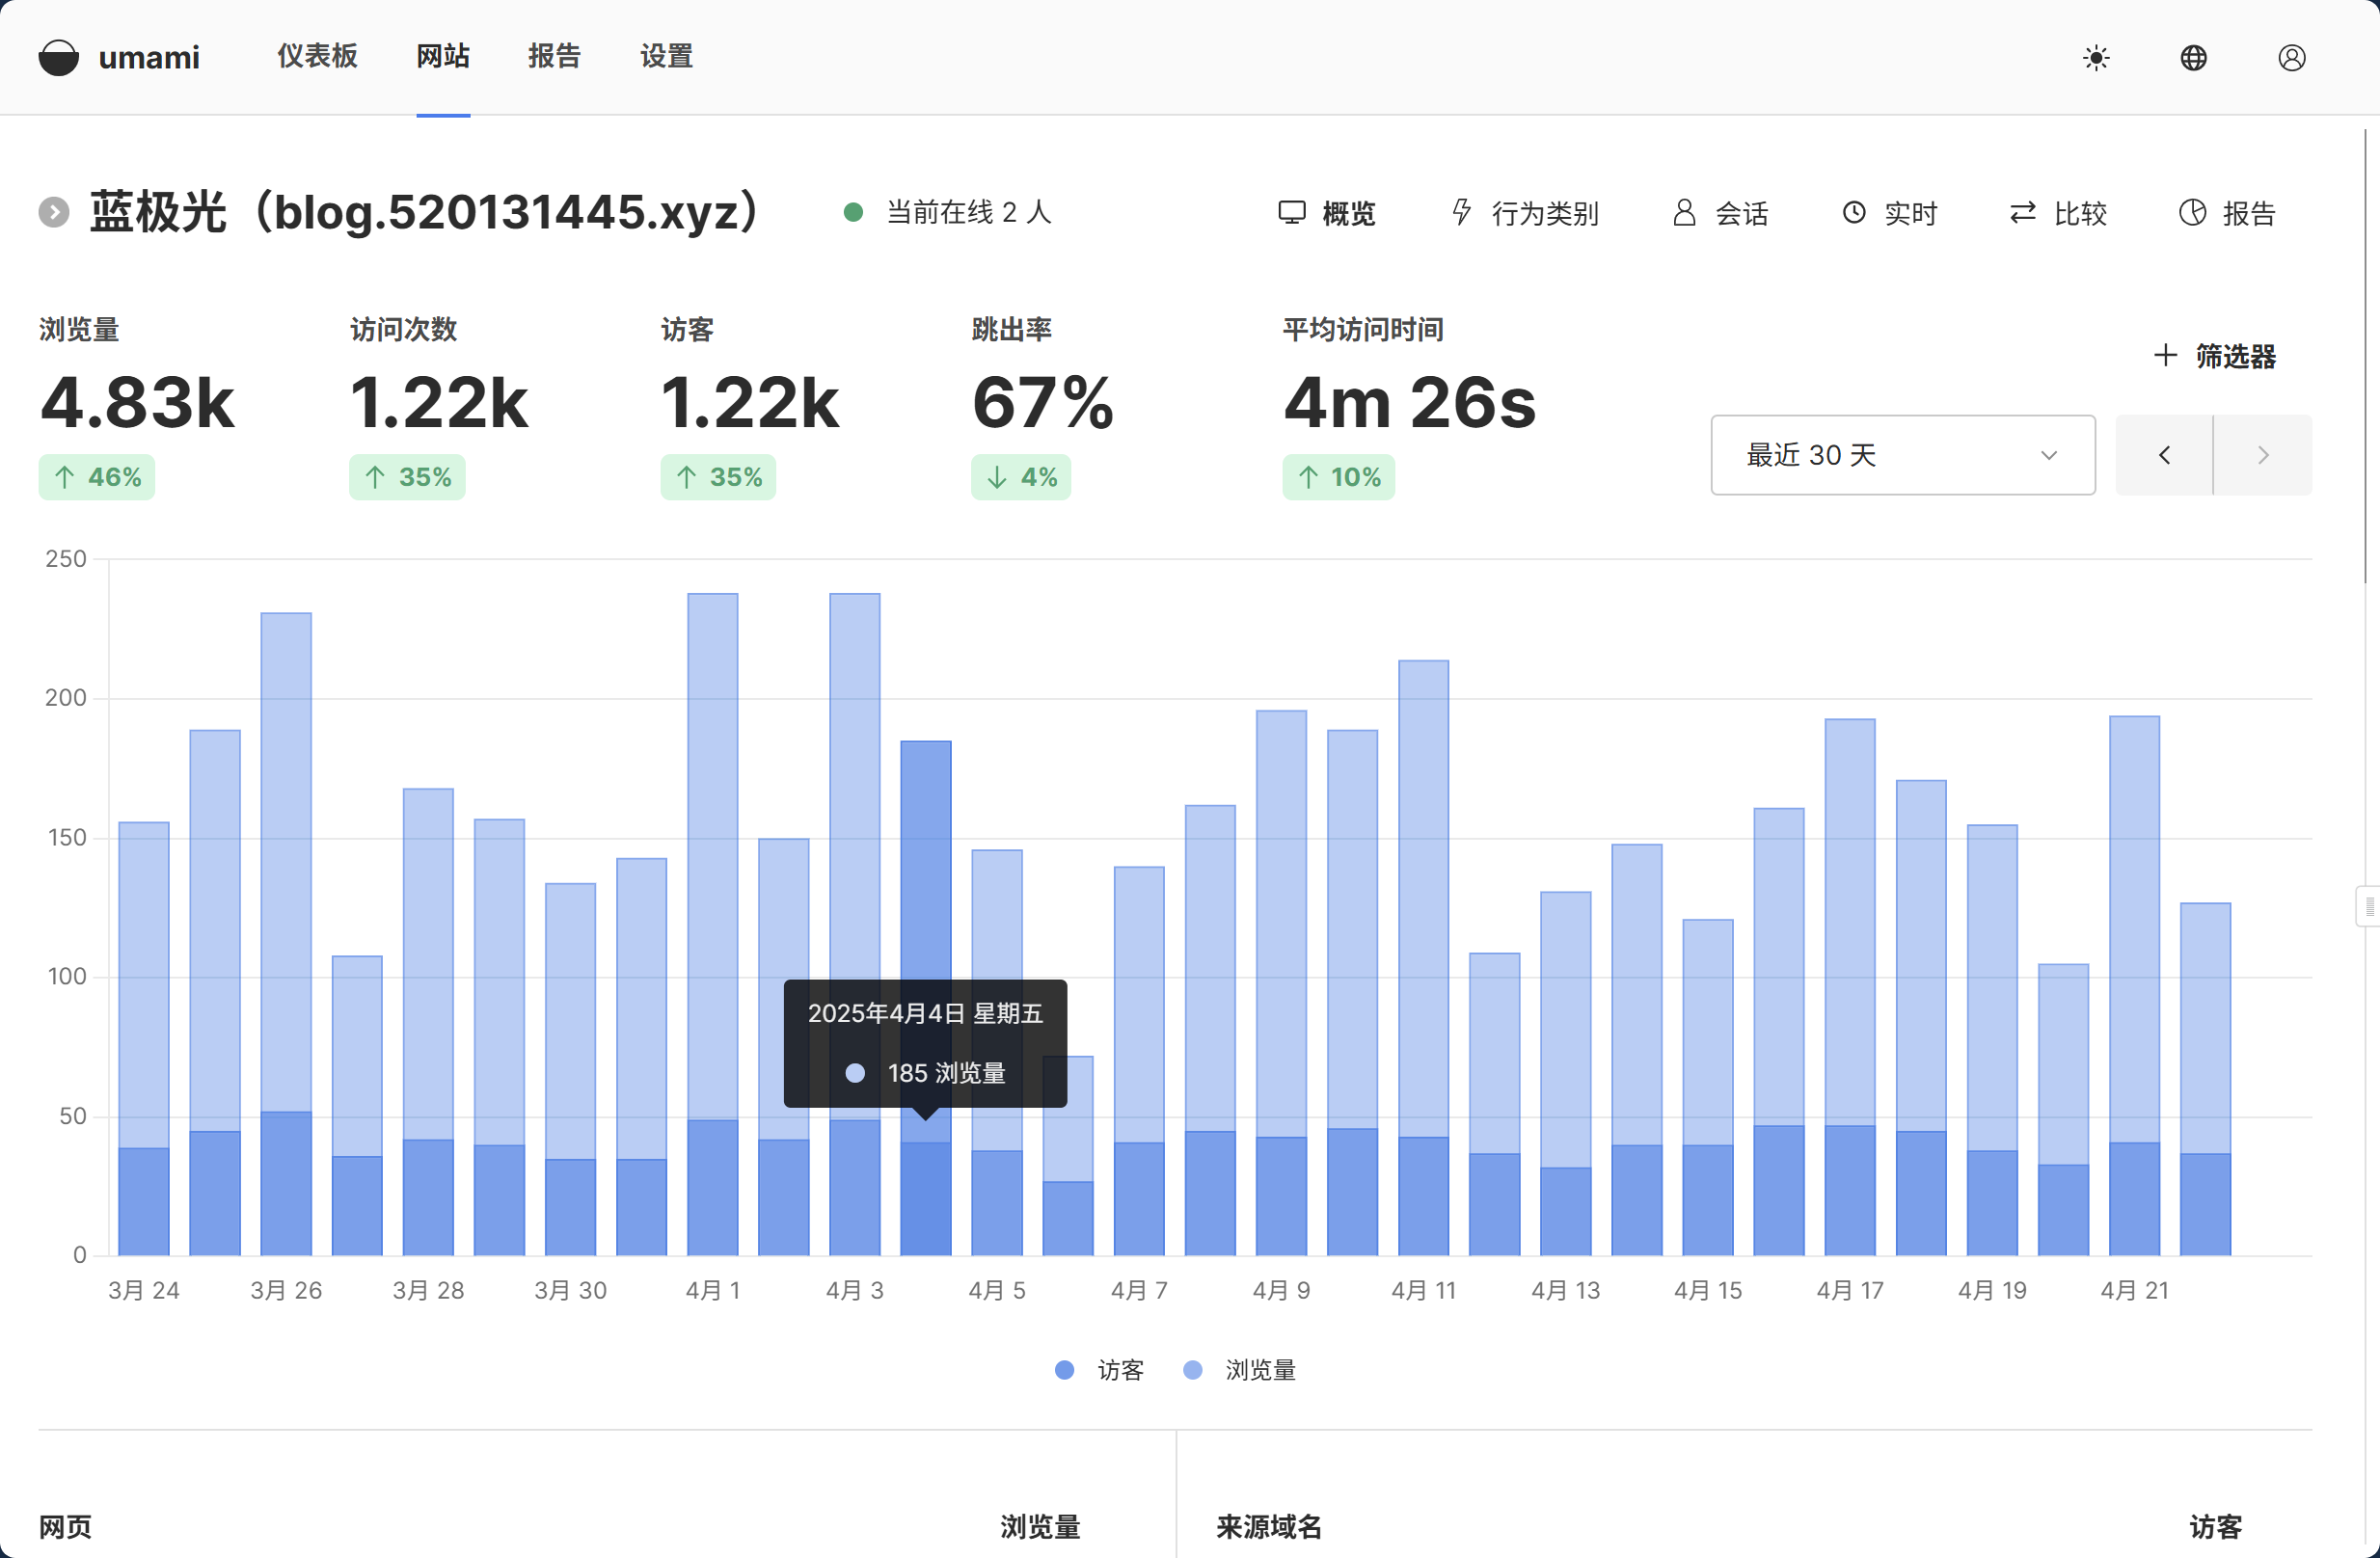 umami 仪表板 网站 报告 设置
蓝极光（blog.520131445.xyz） 当前在线 2 人 概览 行为类别 会话 实时 比较 报告
浏览量 访问次数 访客 跳出率 平均访问时间
筛选器
4.83k 1.22k 1.22k 67% 4m 26s
最近 30 天
46% 35% 35% 4% 10%
250
200
150
100
2025年4月4日 星期五
185 浏览量
50
0
3月 24 3月 26 3月 28 3月 30 4月 1 4月 3 4月 5 4月 7 4月 9 4月 11 4月 13 4月 15 4月 17 4月 19 4月 21
访客 浏览量
网页 浏览量 来源域名 访客